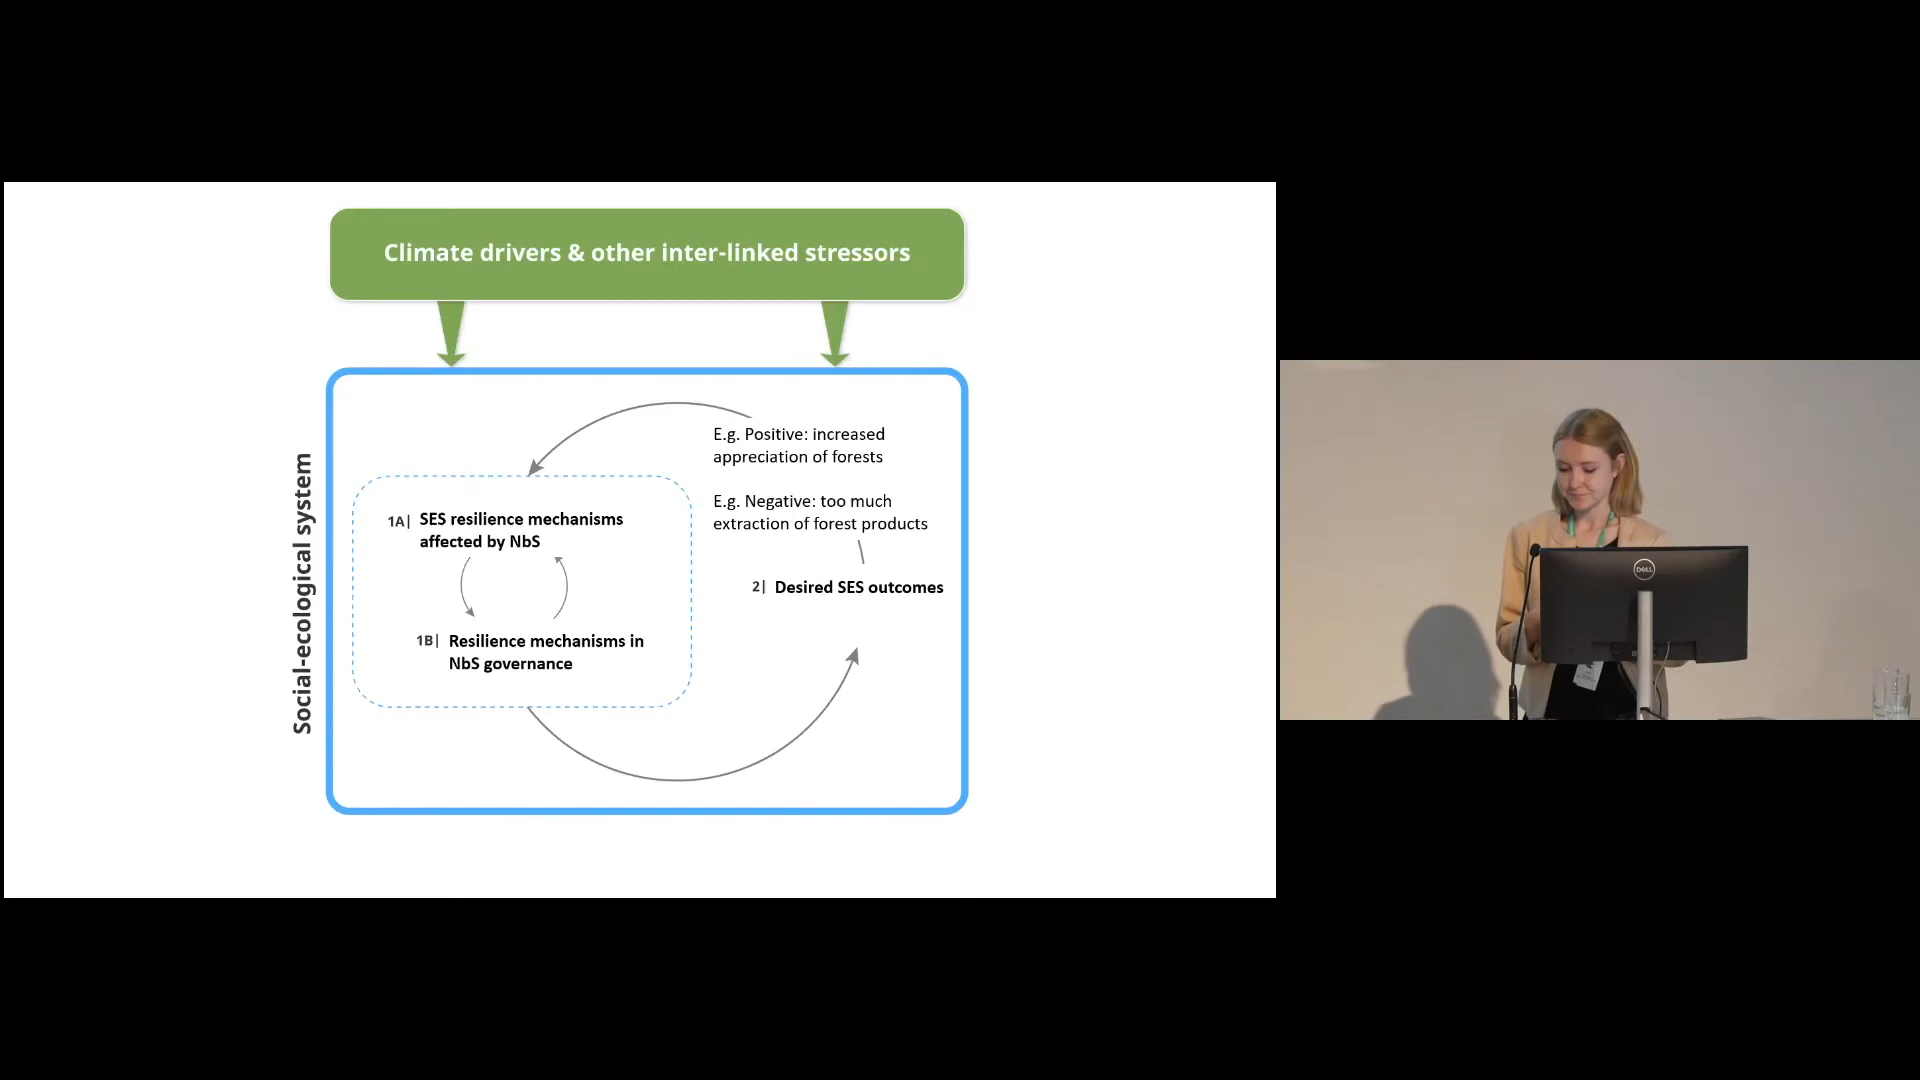 Climate drivers & other inter-linked stressors
Social-ecological system
E.g. Positive: increased
appreciation of forests
E.g. Negative: too much
extraction of forest products
1A| SES resilience mechanisms
affected by NbS
1B| Resilience mechanisms in
NbS governance
2| Desired SES outcomes
DELL